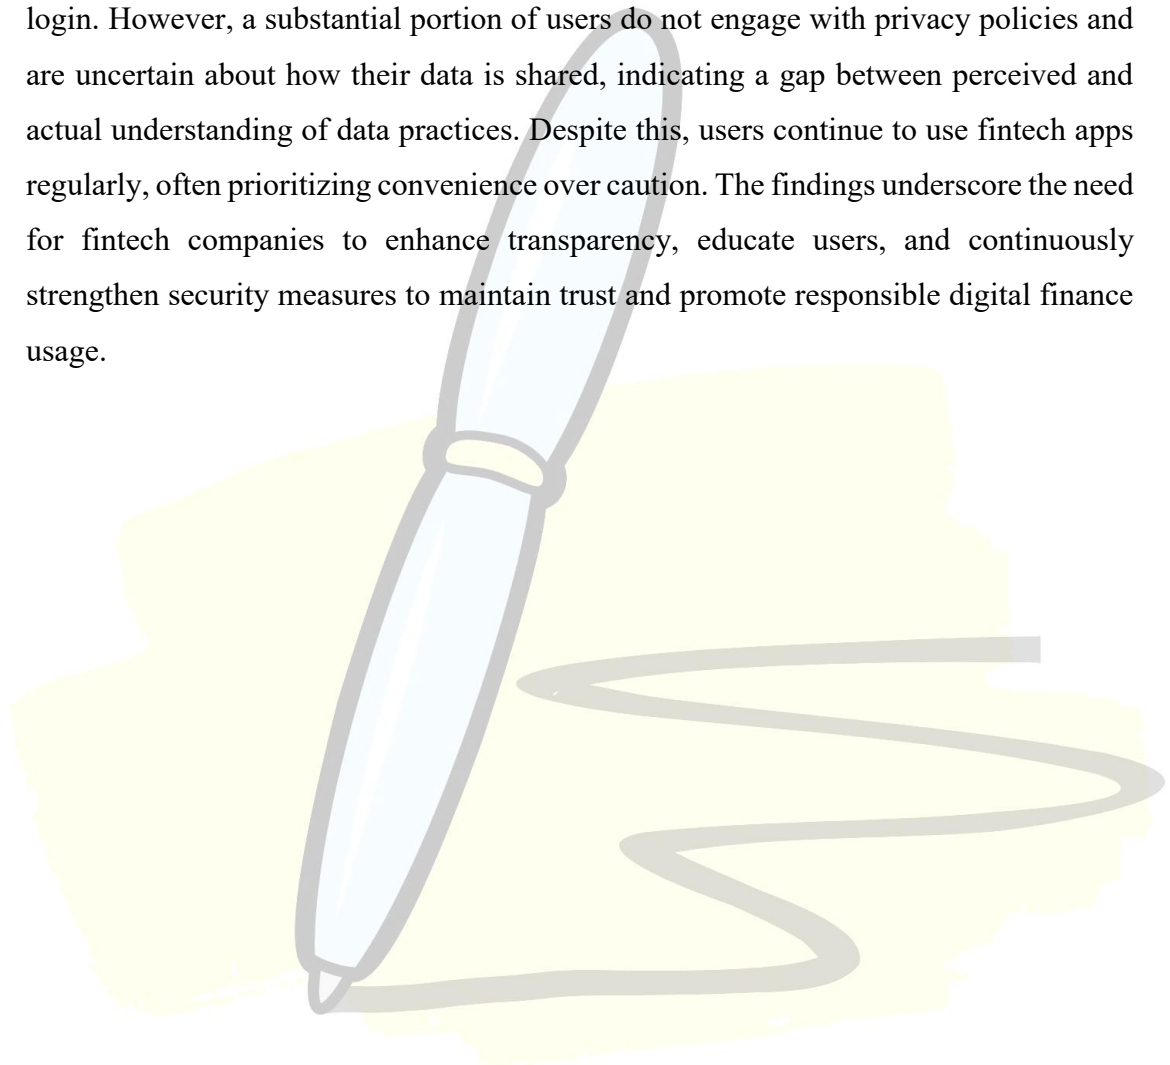 login. However, a substantial portion of users do not engage with privacy policies and
are uncertain about how their data is shared, indicating a gap between perceived and
actual understanding of data practices. Despite this, users continue to use fintech apps
regularly, often prioritizing convenience over caution. The findings underscore the need
for fintech companies to enhance transparency, educate users, and continuously
strengthen security measures to maintain trust and promote responsible digital finance
usage.